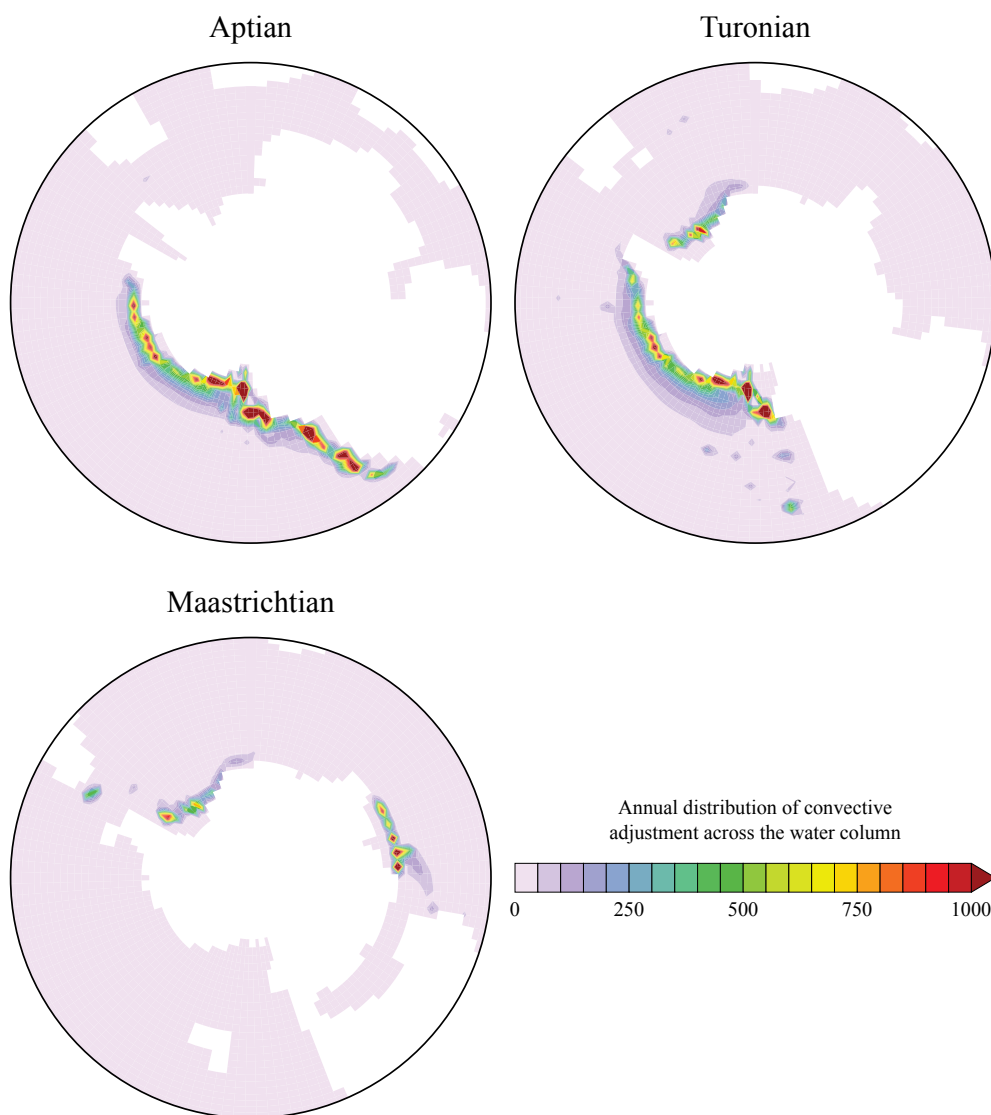 Aptian
Turonian
Maastrichtian
Annual distribution of convective
adjustment across the water column
0 250 500 750 1000